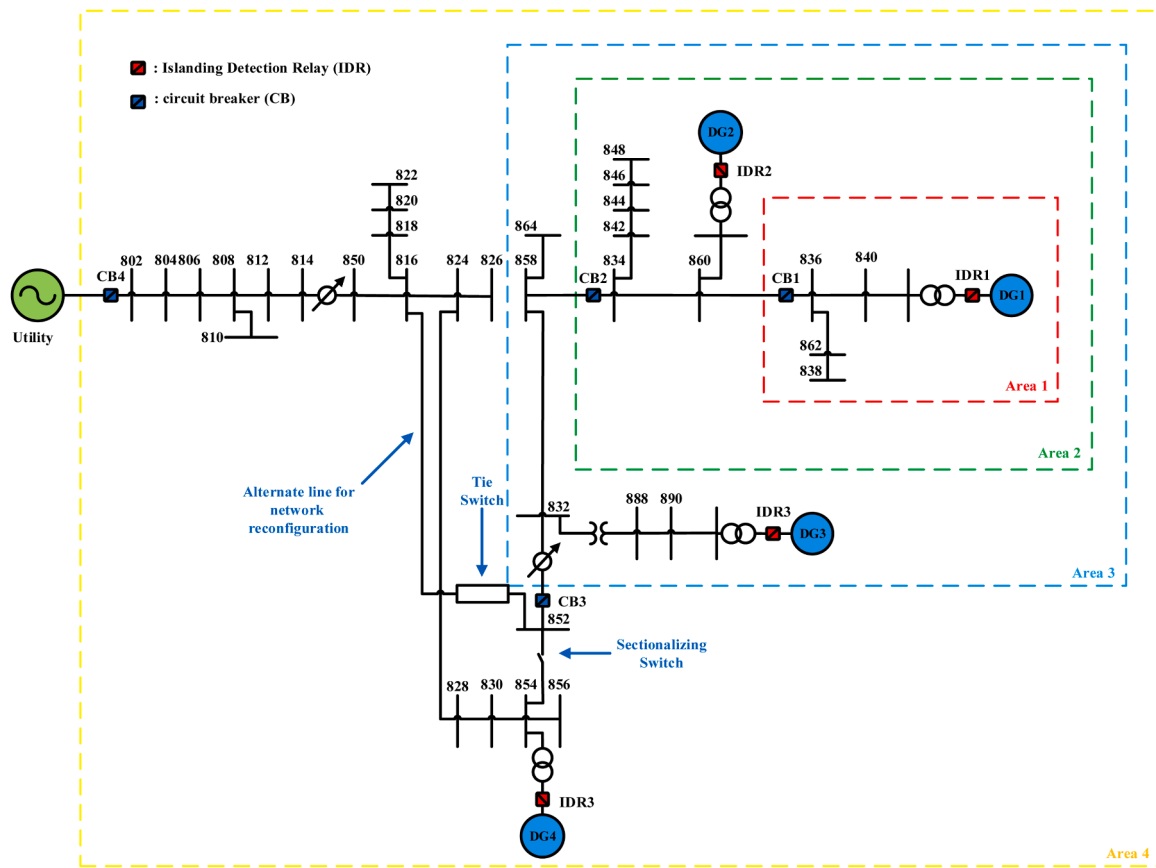 : Islanding Detection Relay (IDR)
: circuit breaker (CB)
DG2
848
IDR2
846
822
844
820
842
818
864
CB4
802
804
806
808
812
814
850
816
824
826
858
CB2
834
860
CB1
836
840
IDR1
DG1
Utility
810
862
838
Area 1
Area 2
Alternate line for
network
reconfiguration
Tie
Switch
832
888
890
IDR3
DG3
Area 3
CB3
852
Sectionalizing
Switch
828
830
854
856
IDR3
DG4
Area 4